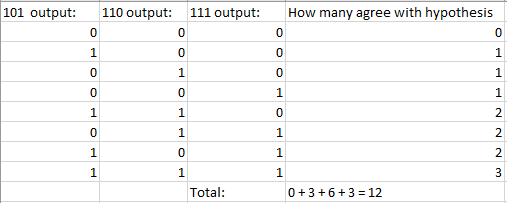 101 output: 110 output: 111 output: How many agree with hypothesis
0 0 0 0
1 0 0 1
0 1 0 1
0 0 1 1
1 1 0 2
0 1 1 2
1 0 1 2
1 1 1 3
Total: 0 + 3 + 6 + 3 = 12